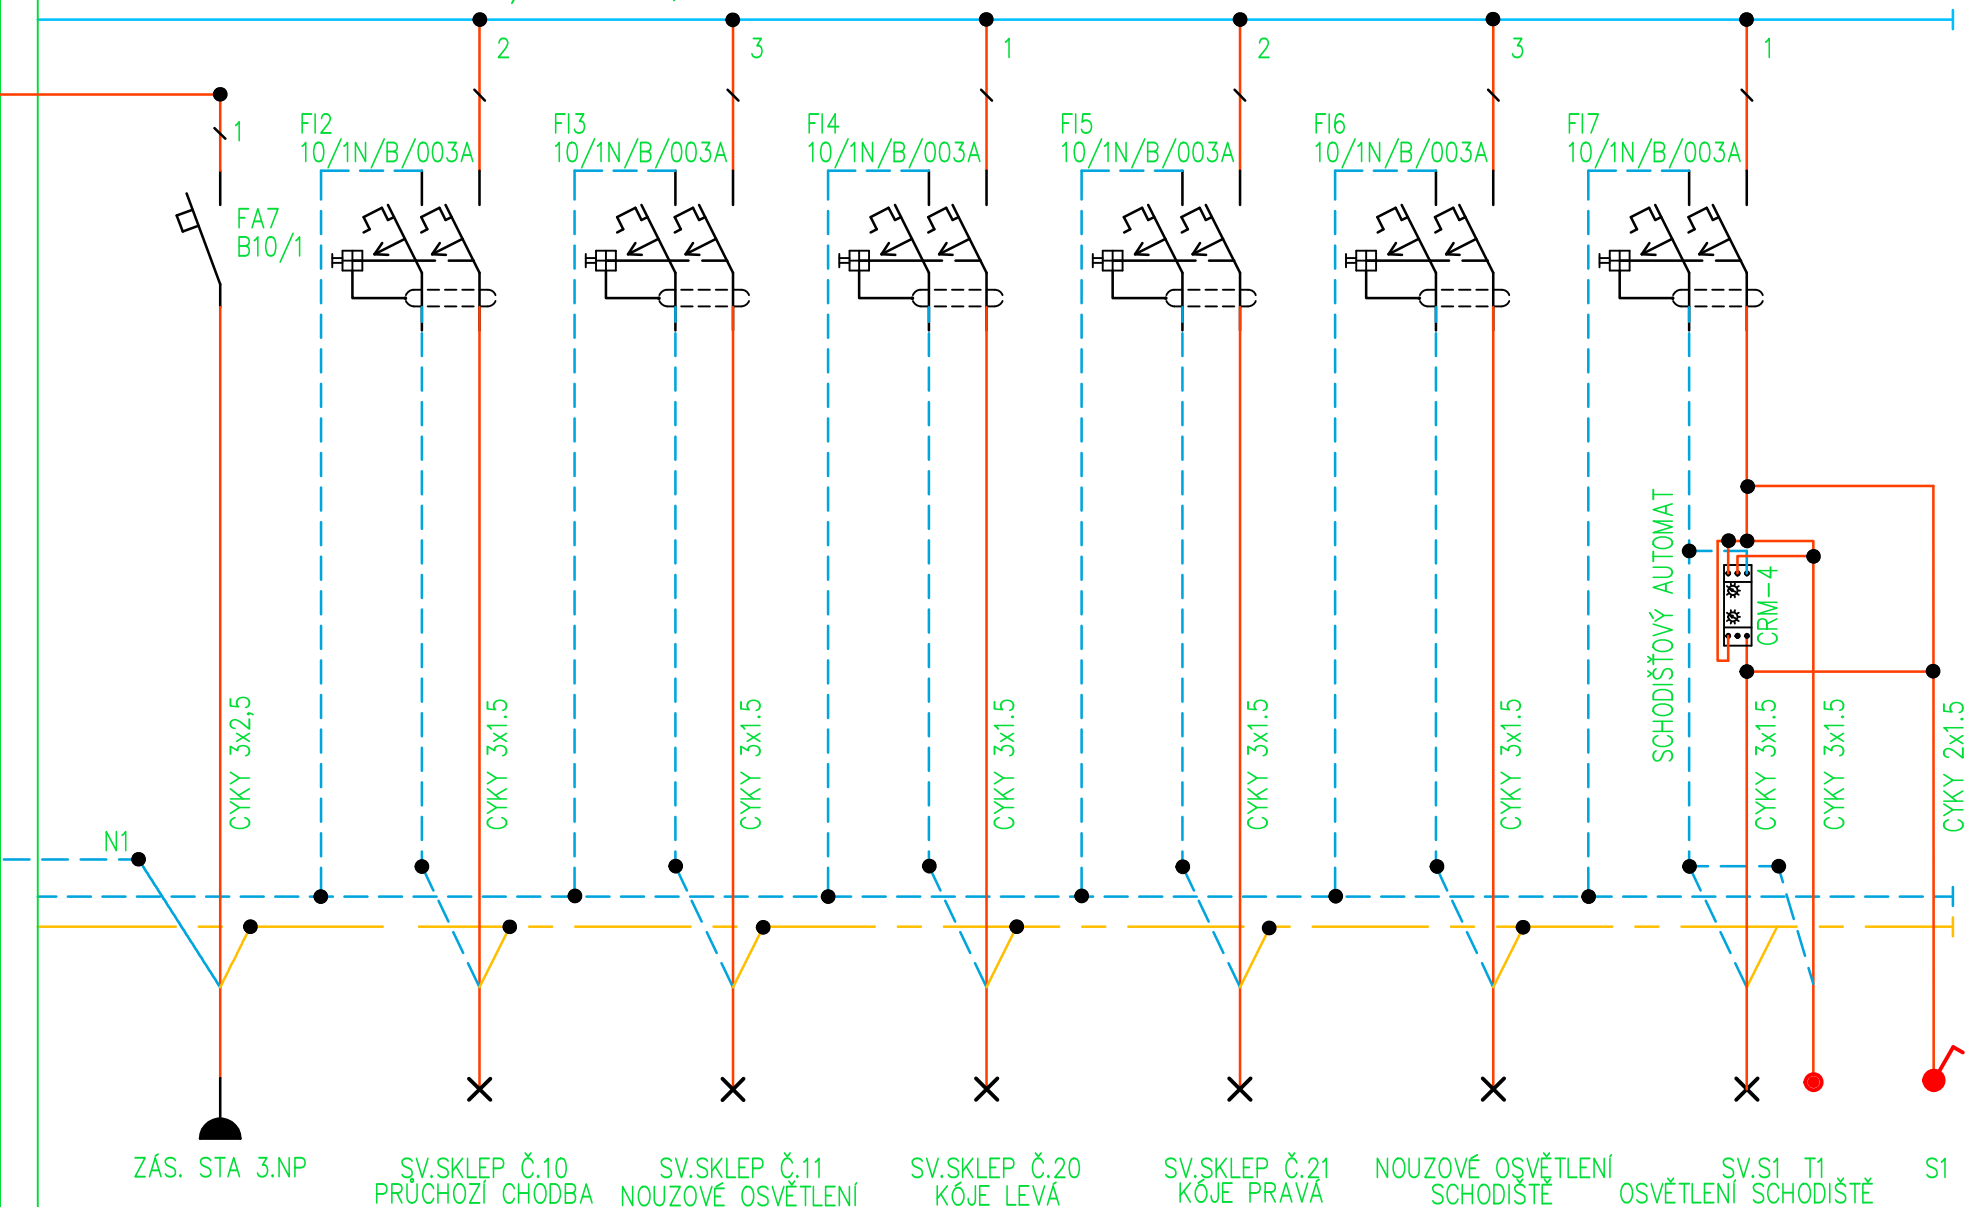 2
3
1
2
3
1
1
FI2
10/1N/B/003A
FI3
10/1N/B/003A
FI4
10/1N/B/003A
FI5
10/1N/B/003A
FI6
10/1N/B/003A
FI7
10/1N/B/003A
FA7
B10/1
SCHODIŠŤOVÝ AUTOMAT
CRM-4
CYKY 3x2,5
CYKY 3x1.5
CYKY 3x1.5
CYKY 3x1.5
CYKY 3x1.5
CYKY 3x1.5
CYKY 3x1.5
CYKY 3x1.5
CYKY 2x1.5
N1
ZÁS. STA 3.NP
SV.SKLEP Č.10
PRŮCHOZÍ CHODBA
SV.SKLEP Č.11
NOUZOVÉ OSVĚTLENÍ
SV.SKLEP Č.20
KÓJE LEVÁ
SV.SKLEP Č.21
KÓJE PRAVÁ
NOUZOVÉ OSVĚTLENÍ
SCHODIŠTĚ
SV.S1 T1
OSVĚTLENÍ SCHODIŠTĚ
S1